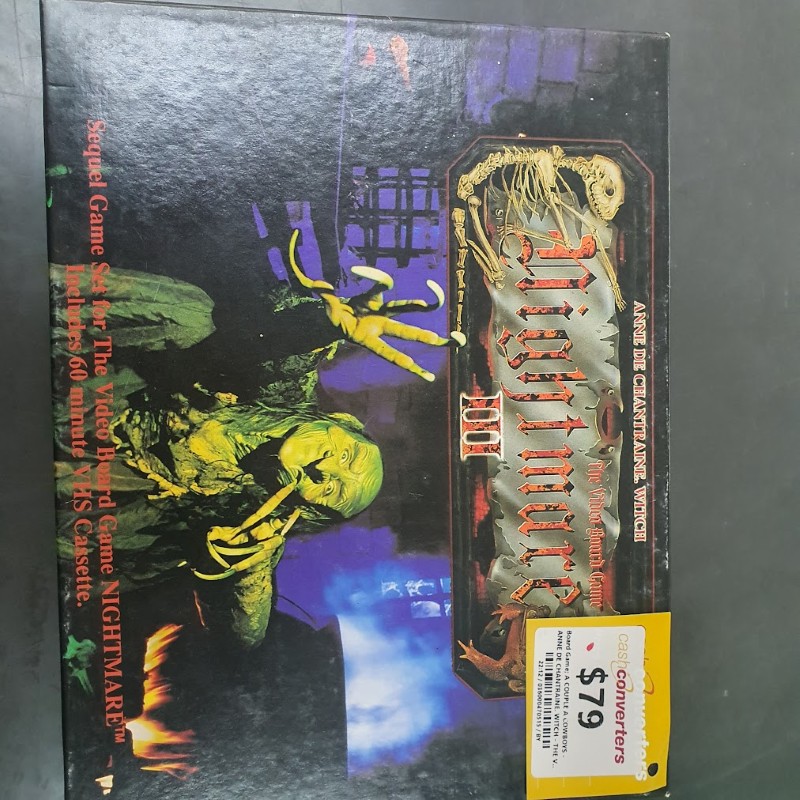 ANNE DE CHANTRAINE, WITCH
Nightmare
The Video Board Game
III
Sequel Game Set for The Video Board Game NIGHTMARE™
Includes 60 minute VHS Cassette.
cash converters
$79
Board Game; A COUPLE A COWBOYS -
ANNE DE CHANTRAINE, WITCH - THE V...